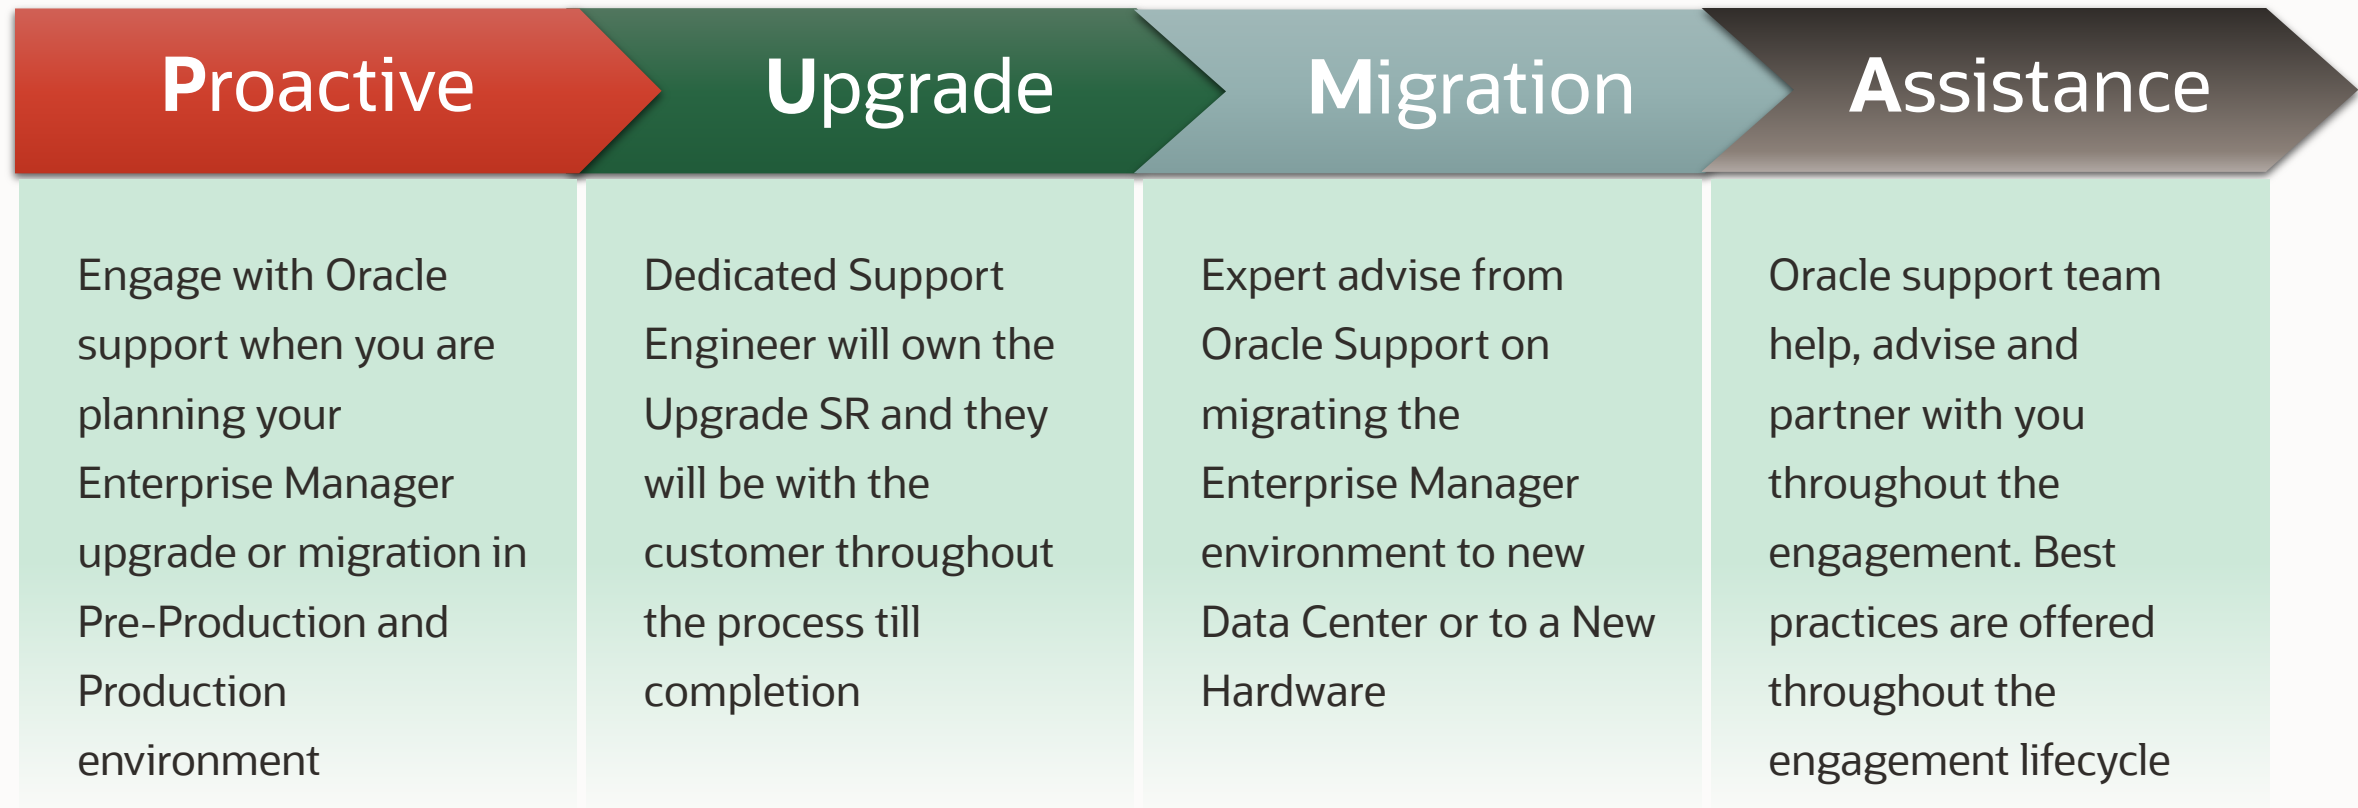 Proactive
Upgrade
Migration
Assistance
Engage with Oracle
support when you are
planning your
Enterprise Manager
upgrade or migration in
Pre-Production and
Production
environment
Dedicated Support
Engineer will own the
Upgrade SR and they
will be with the
customer throughout
the process till
completion
Expert advise from
Oracle Support on
migrating the
Enterprise Manager
environment to new
Data Center or to a New
Hardware
Oracle support team
help, advise and
partner with you
throughout the
engagement. Best
practices are offered
throughout the
engagement lifecycle